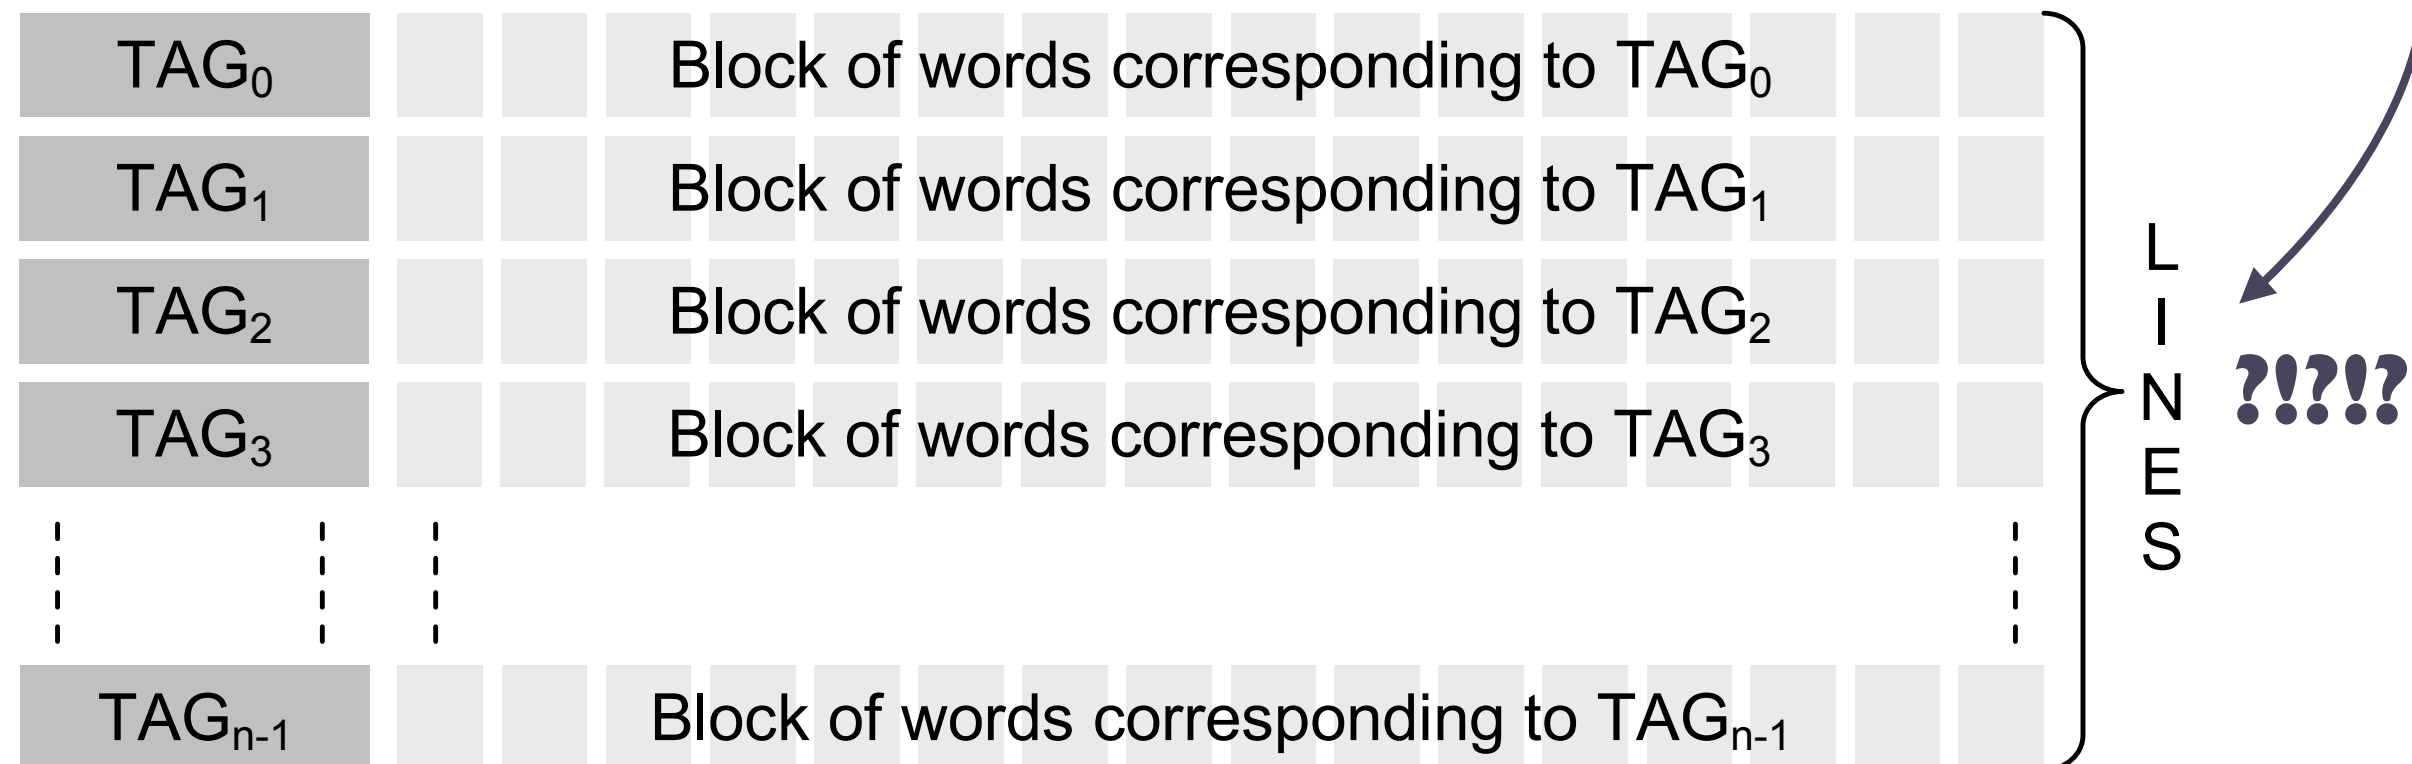 TAG₀ Block of words corresponding to TAG₀
TAG₁ Block of words corresponding to TAG₁
TAG₂ Block of words corresponding to TAG₂
TAG₃ Block of words corresponding to TAG₃
TAGₙ₋₁ Block of words corresponding to TAGₙ₋₁
L
I
N
E
S
?!?!?